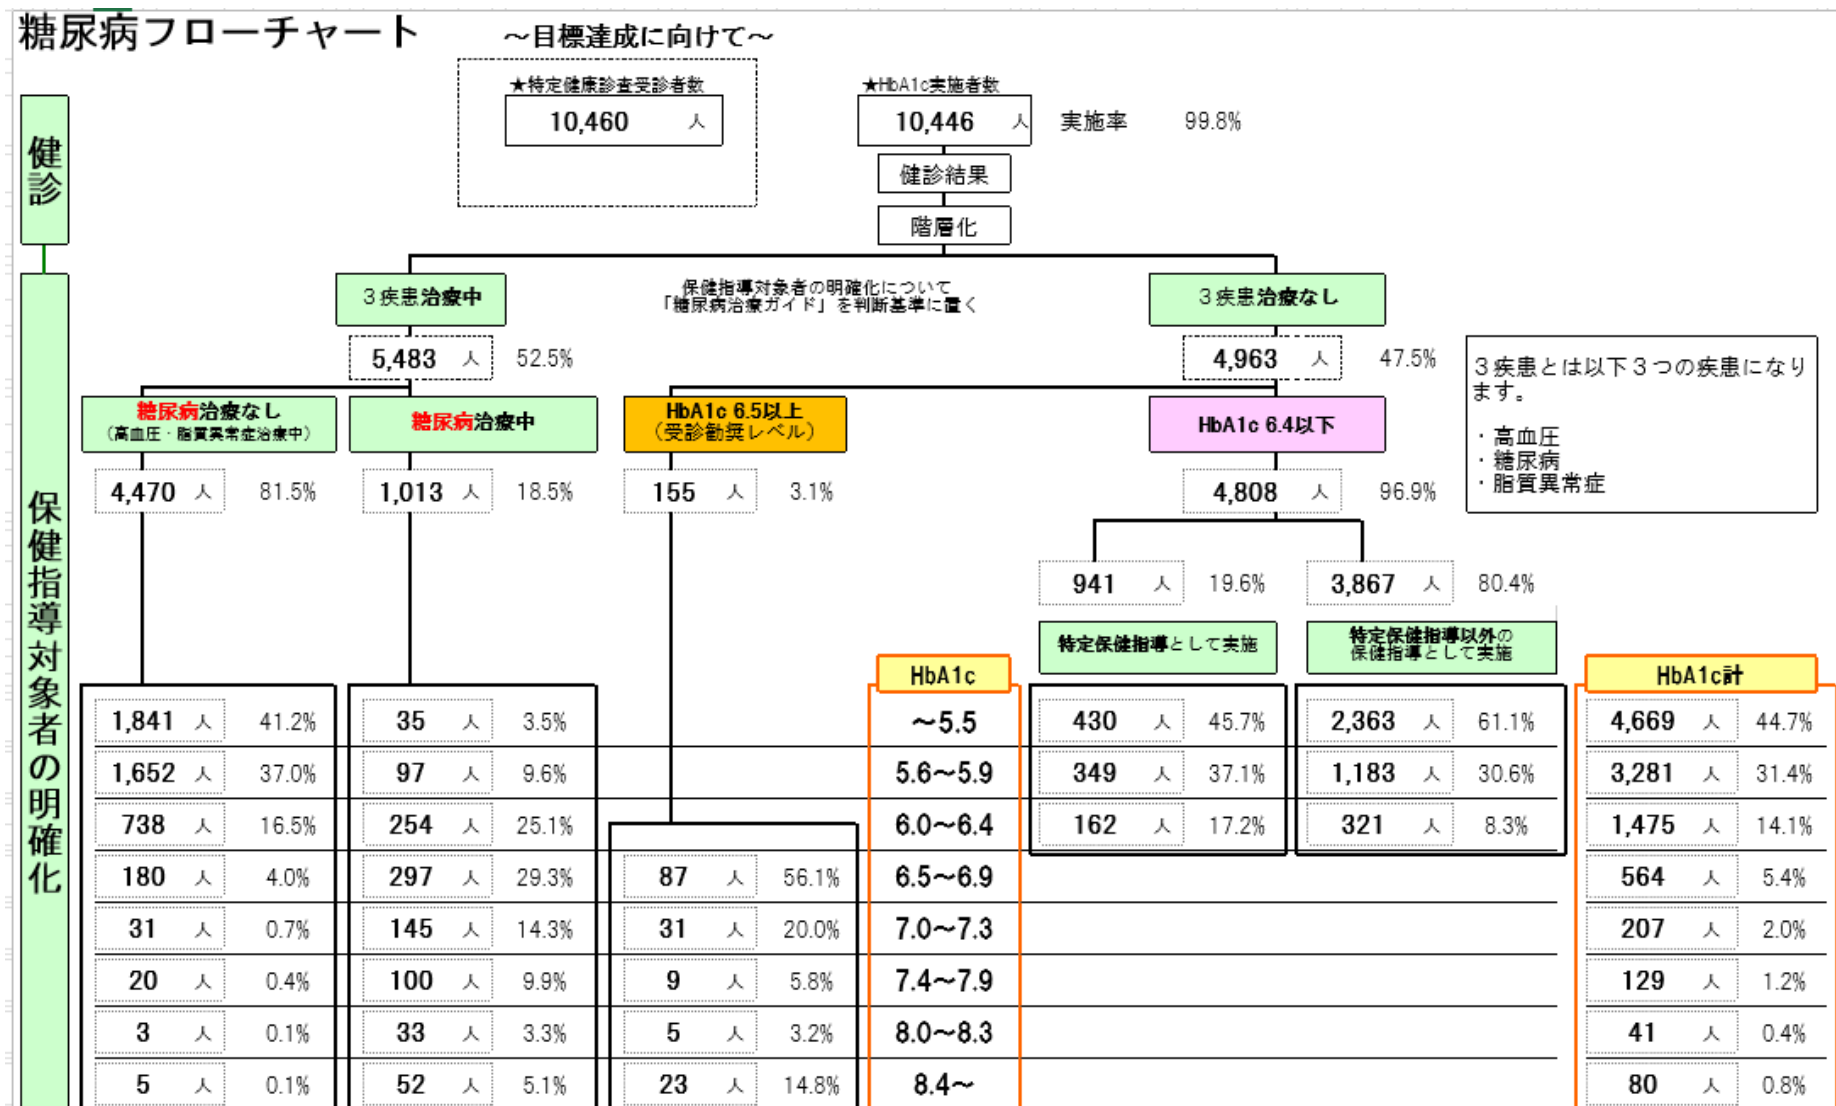 糖尿病フローチャート
～目標達成に向けて～
★特定健康診査受診者数
10,460 人
★HbA1c実施者数
10,446 人 実施率 99.8%
健診
健診結果
階層化
3疾患治療中
保健指導対象者の明確化について
「糖尿病治療ガイド」を判断基準に置く
3疾患治療なし
5,483 人 52.5%
4,963 人 47.5%
3疾患とは以下3つの疾患になり
ます。
・高血圧
・糖尿病
・脂質異常症
糖尿病治療なし
（高血圧・脂質異常症治療中）
糖尿病治療中
HbA1c 6.5以上
（受診勧奨レベル）
HbA1c 6.4以下
4,470 人 81.5%
1,013 人 18.5%
155 人 3.1%
4,808 人 96.9%
保健指導対象者の明確化
941 人 19.6%
3,867 人 80.4%
特定保健指導として実施
特定保健指導以外の
保健指導として実施
HbA1c
HbA1c計
1,841 人 41.2% 35 人 3.5% ～5.5 430 人 45.7% 2,363 人 61.1% 4,669 人 44.7%
1,652 人 37.0% 97 人 9.6% 5.6～5.9 349 人 37.1% 1,183 人 30.6% 3,281 人 31.4%
738 人 16.5% 254 人 25.1% 6.0～6.4 162 人 17.2% 321 人 8.3% 1,475 人 14.1%
180 人 4.0% 297 人 29.3% 87 人 56.1% 6.5～6.9 564 人 5.4%
31 人 0.7% 145 人 14.3% 31 人 20.0% 7.0～7.3 207 人 2.0%
20 人 0.4% 100 人 9.9% 9 人 5.8% 7.4～7.9 129 人 1.2%
3 人 0.1% 33 人 3.3% 5 人 3.2% 8.0～8.3 41 人 0.4%
5 人 0.1% 52 人 5.1% 23 人 14.8% 8.4～ 80 人 0.8%